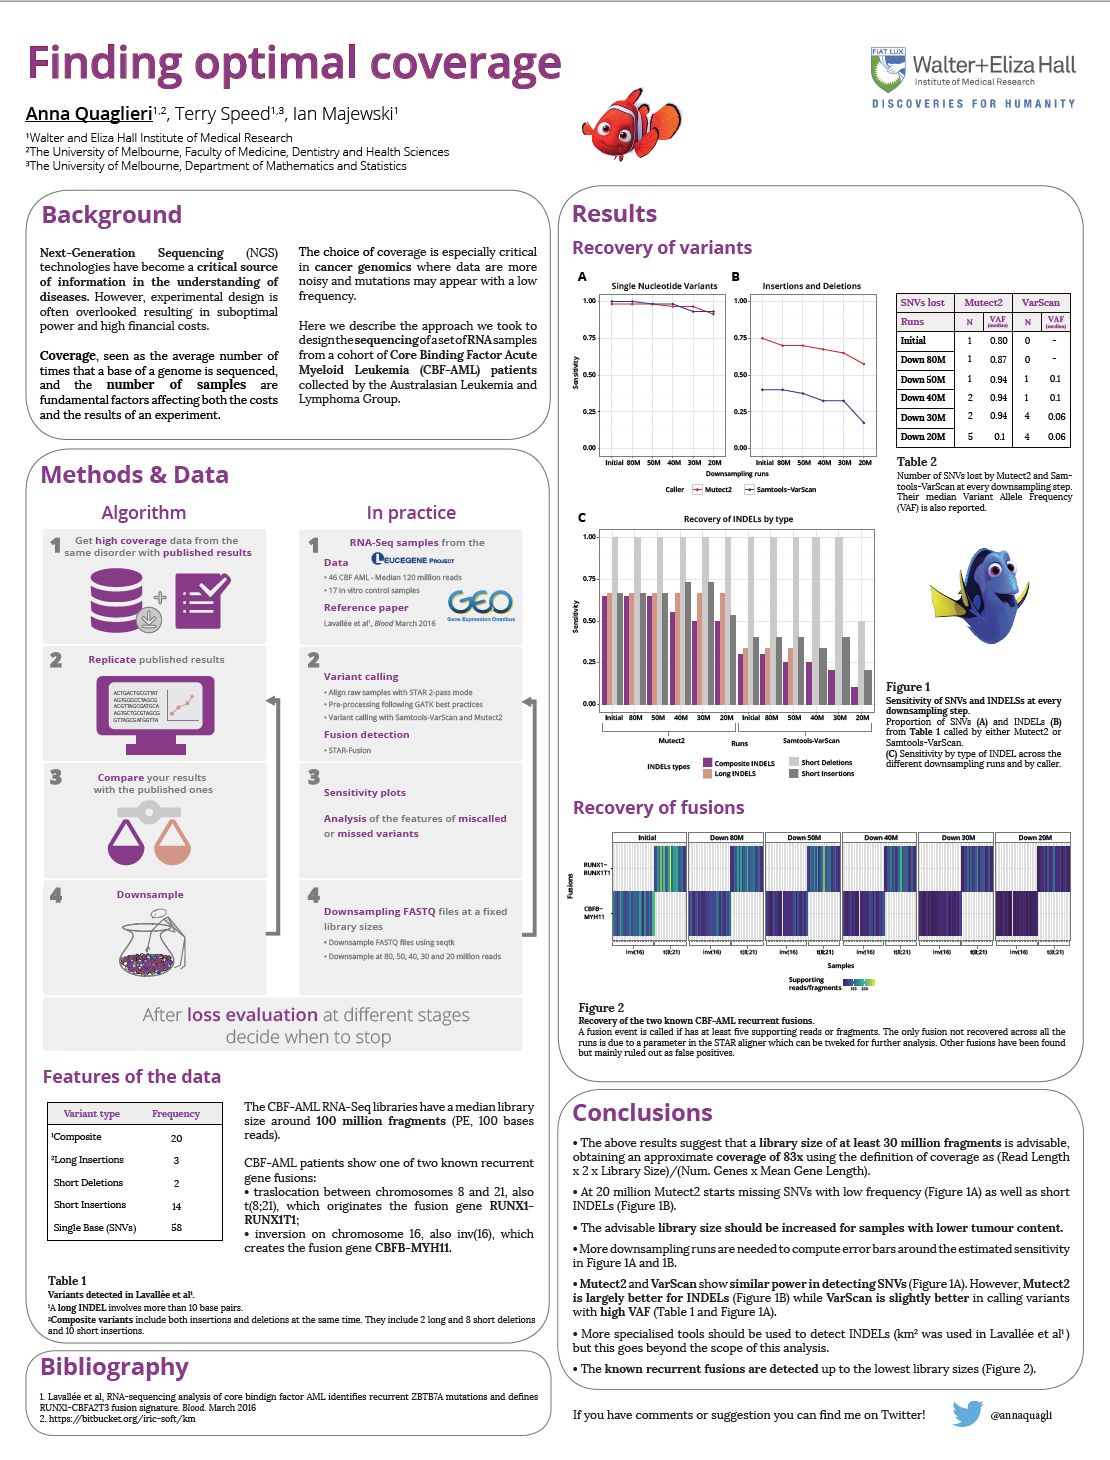 Finding optimal coverage
Anna Quaglieri¹,², Terry Speed¹,³, Ian Majewski¹
¹Walter and Eliza Hall Institute of Medical Research
²The University of Melbourne, Faculty of Medicine, Dentistry and Health Sciences
³The University of Melbourne, Department of Mathematics and Statistics
FIAT LUX
Walter+Eliza Hall
Institute of Medical Research
DISCOVERIES FOR HUMANITY
Background
Next-Generation Sequencing (NGS)
technologies have become a critical source
of information in the understanding of
diseases. However, experimental design is
often overlooked resulting in suboptimal
power and high financial costs.
Coverage, seen as the average number of
times that a base of a genome is sequenced,
and the number of samples are
fundamental factors affecting both the costs
and the results of an experiment.
The choice of coverage is especially critical
in cancer genomics where data are more
noisy and mutations may appear with a low
frequency.
Here we describe the approach we took to
design the sequencing of a set of RNA samples
from a cohort of Core Binding Factor Acute
Myeloid Leukemia (CBF-AML) patients
collected by the Australasian Leukemia and
Lymphoma Group.
Methods & Data
Algorithm
1
Get high coverage data from the
same disorder with published results
2
Replicate published results
ACTGACTGCGTTAT
AGTGGGCCTAGCG
ACGTTAGCGATGCA
AGTGCTGCGTAGCG
GTTAGCGATGGTTA
3
Compare your results
with the published ones
4
Downsample
In practice
1
RNA-Seq samples from the
Data LEUCEGENE PROJECT
• 46 CBF AML - Median 120 million reads
• 17 in vitro control samples
Reference paper
GEO
Gene Expression Omnibus
Lavallée et al¹, Blood March 2016
2
Variant calling
• Align raw samples with STAR 2-pass mode
• Pre-processing following GATK best practices
• Variant calling with Samtools-VarScan and Mutect2
Fusion detection
• STAR-Fusion
3
Sensitivity plots
Analysis of the features of miscalled
or missed variants
4
Downsampling FASTQ files at a fixed
library sizes
• Downsample FASTQ files using seqtk
• Downsample at 80, 50, 40, 30 and 20 million reads
After loss evaluation at different stages
decide when to stop
Features of the data
Variant type Frequency
¹Composite 20
²Long Insertions 3
Short Deletions 2
Short Insertions 14
Single Base (SNVs) 58
The CBF-AML RNA-Seq libraries have a median library
size around 100 million fragments (PE, 100 bases
reads).
CBF-AML patients show one of two known recurrent
gene fusions:
• traslocation between chromosomes 8 and 21, also
t(8;21), which originates the fusion gene RUNX1-
RUNX1T1;
• inversion on chromosome 16, also inv(16), which
creates the fusion gene CBFB-MYH11.
Table 1
Variants detected in Lavallée et al¹.
¹A long INDEL involves more than 10 base pairs.
²Composite variants include both insertions and deletions at the same time. They include 2 long and 8 short deletions
and 10 short insertions.
Bibliography
1. Lavallée et al, RNA-sequencing analysis of core bindign factor AML identifies recurrent ZBTB7A mutations and defines
RUNX1-CBFA2T3 fusion signature. Blood. March 2016
2. https://bitbucket.org/iric-soft/km
Results
Recovery of variants
A
Single Nucleotide Variants
1.00
0.75
0.50
0.25
0.00
Sensitivity
Initial 80M 50M 40M 30M 20M
B
Insertions and Deletions
1.00
0.75
0.50
0.25
0.00
Initial 80M 50M 40M 30M 20M
Downsampling runs
Caller Mutect2 Samtools-VarScan
SNVs lost Mutect2 VarScan
Runs N VAF (median) N VAF (median)
Initial 1 0.80 0 -
Down 80M 1 0.87 0 -
Down 50M 1 0.94 1 0.1
Down 40M 2 0.94 1 0.1
Down 30M 2 0.94 4 0.06
Down 20M 5 0.1 4 0.06
Table 2
Number of SNVs lost by Mutect2 and Sam-
tools-VarScan at every downsampling step.
Their median Variant Allele Frequency
(VAF) is also reported.
C
Recovery of INDELs by type
1.00
0.75
0.50
0.25
0.00
Sensitivity
Initial 80M 50M 40M 30M 20M Initial 80M 50M 40M 30M 20M
Mutect2 Runs Samtools-VarScan
INDELs types Composite INDELS Short Deletions
Long INDELS Short Insertions
Figure 1
Sensitivity of SNVs and INDELSs at every
downsampling step.
Proportion of SNVs (A) and INDELs (B)
from Table 1 called by either Mutect2 or
Samtools-VarScan.
(C) Sensitivity by type of INDEL across the
different downsampling runs and by caller.
Recovery of fusions
Initial Down 80M Down 50M Down 40M Down 30M Down 20M
RUNX1-
RUNX1T1
Fusions
CBFB-
MYH11
inv(16) t(8;21) inv(16) t(8;21) inv(16) t(8;21) inv(16) t(8;21) inv(16) t(8;21) inv(16) t(8;21)
Samples
Supporting
reads/fragments
100 200
Figure 2
Recovery of the two known CBF-AML recurrent fusions.
A fusion event is called if has at least five supporting reads or fragments. The only fusion not recovered across all the
runs is due to a parameter in the STAR aligner which can be tweked for further analysis. Other fusions have been found
but mainly ruled out as false positives.
Conclusions
• The above results suggest that a library size of at least 30 million fragments is advisable,
obtaining an approximate coverage of 83x using the definition of coverage as (Read Length
x 2 x Library Size)/(Num. Genes x Mean Gene Length).
• At 20 million Mutect2 starts missing SNVs with low frequency (Figure 1A) as well as short
INDELs (Figure 1B).
• The advisable library size should be increased for samples with lower tumour content.
• More downsampling runs are needed to compute error bars around the estimated sensitivity
in Figure 1A and 1B.
• Mutect2 and VarScan show similar power in detecting SNVs (Figure 1A). However, Mutect2
is largely better for INDELs (Figure 1B) while VarScan is slightly better in calling variants
with high VAF (Table 1 and Figure 1A).
• More specialised tools should be used to detect INDELs (km² was used in Lavallée et al¹)
but this goes beyond the scope of this analysis.
• The known recurrent fusions are detected up to the lowest library sizes (Figure 2).
If you have comments or suggestion you can find me on Twitter!
@annaquagli